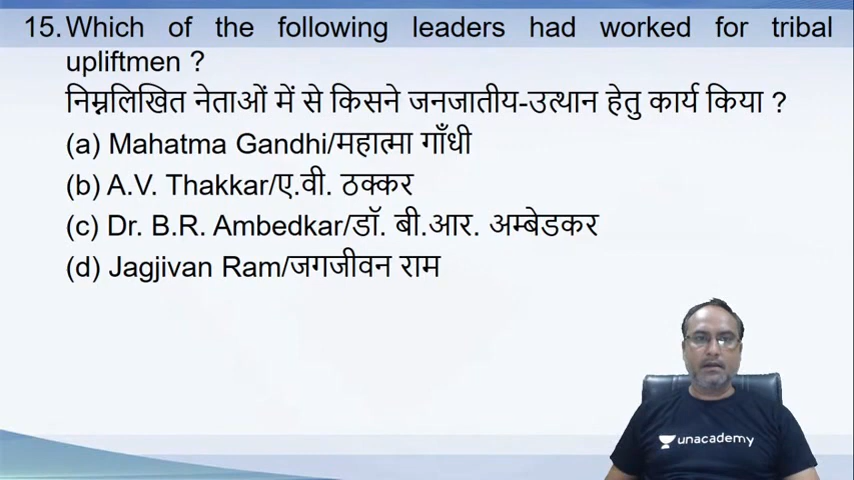 15. Which of the following leaders had worked for tribal
upliftmen ?
निम्नलिखित नेताओं में से किसने जनजातीय-उत्थान हेतु कार्य किया ?
(a) Mahatma Gandhi/महात्मा गाँधी
(b) A.V. Thakkar/ए.वी. ठक्कर
(c) Dr. B.R. Ambedkar/डॉ. बी.आर. अम्बेडकर
(d) Jagjivan Ram/जगजीवन राम
unacademy